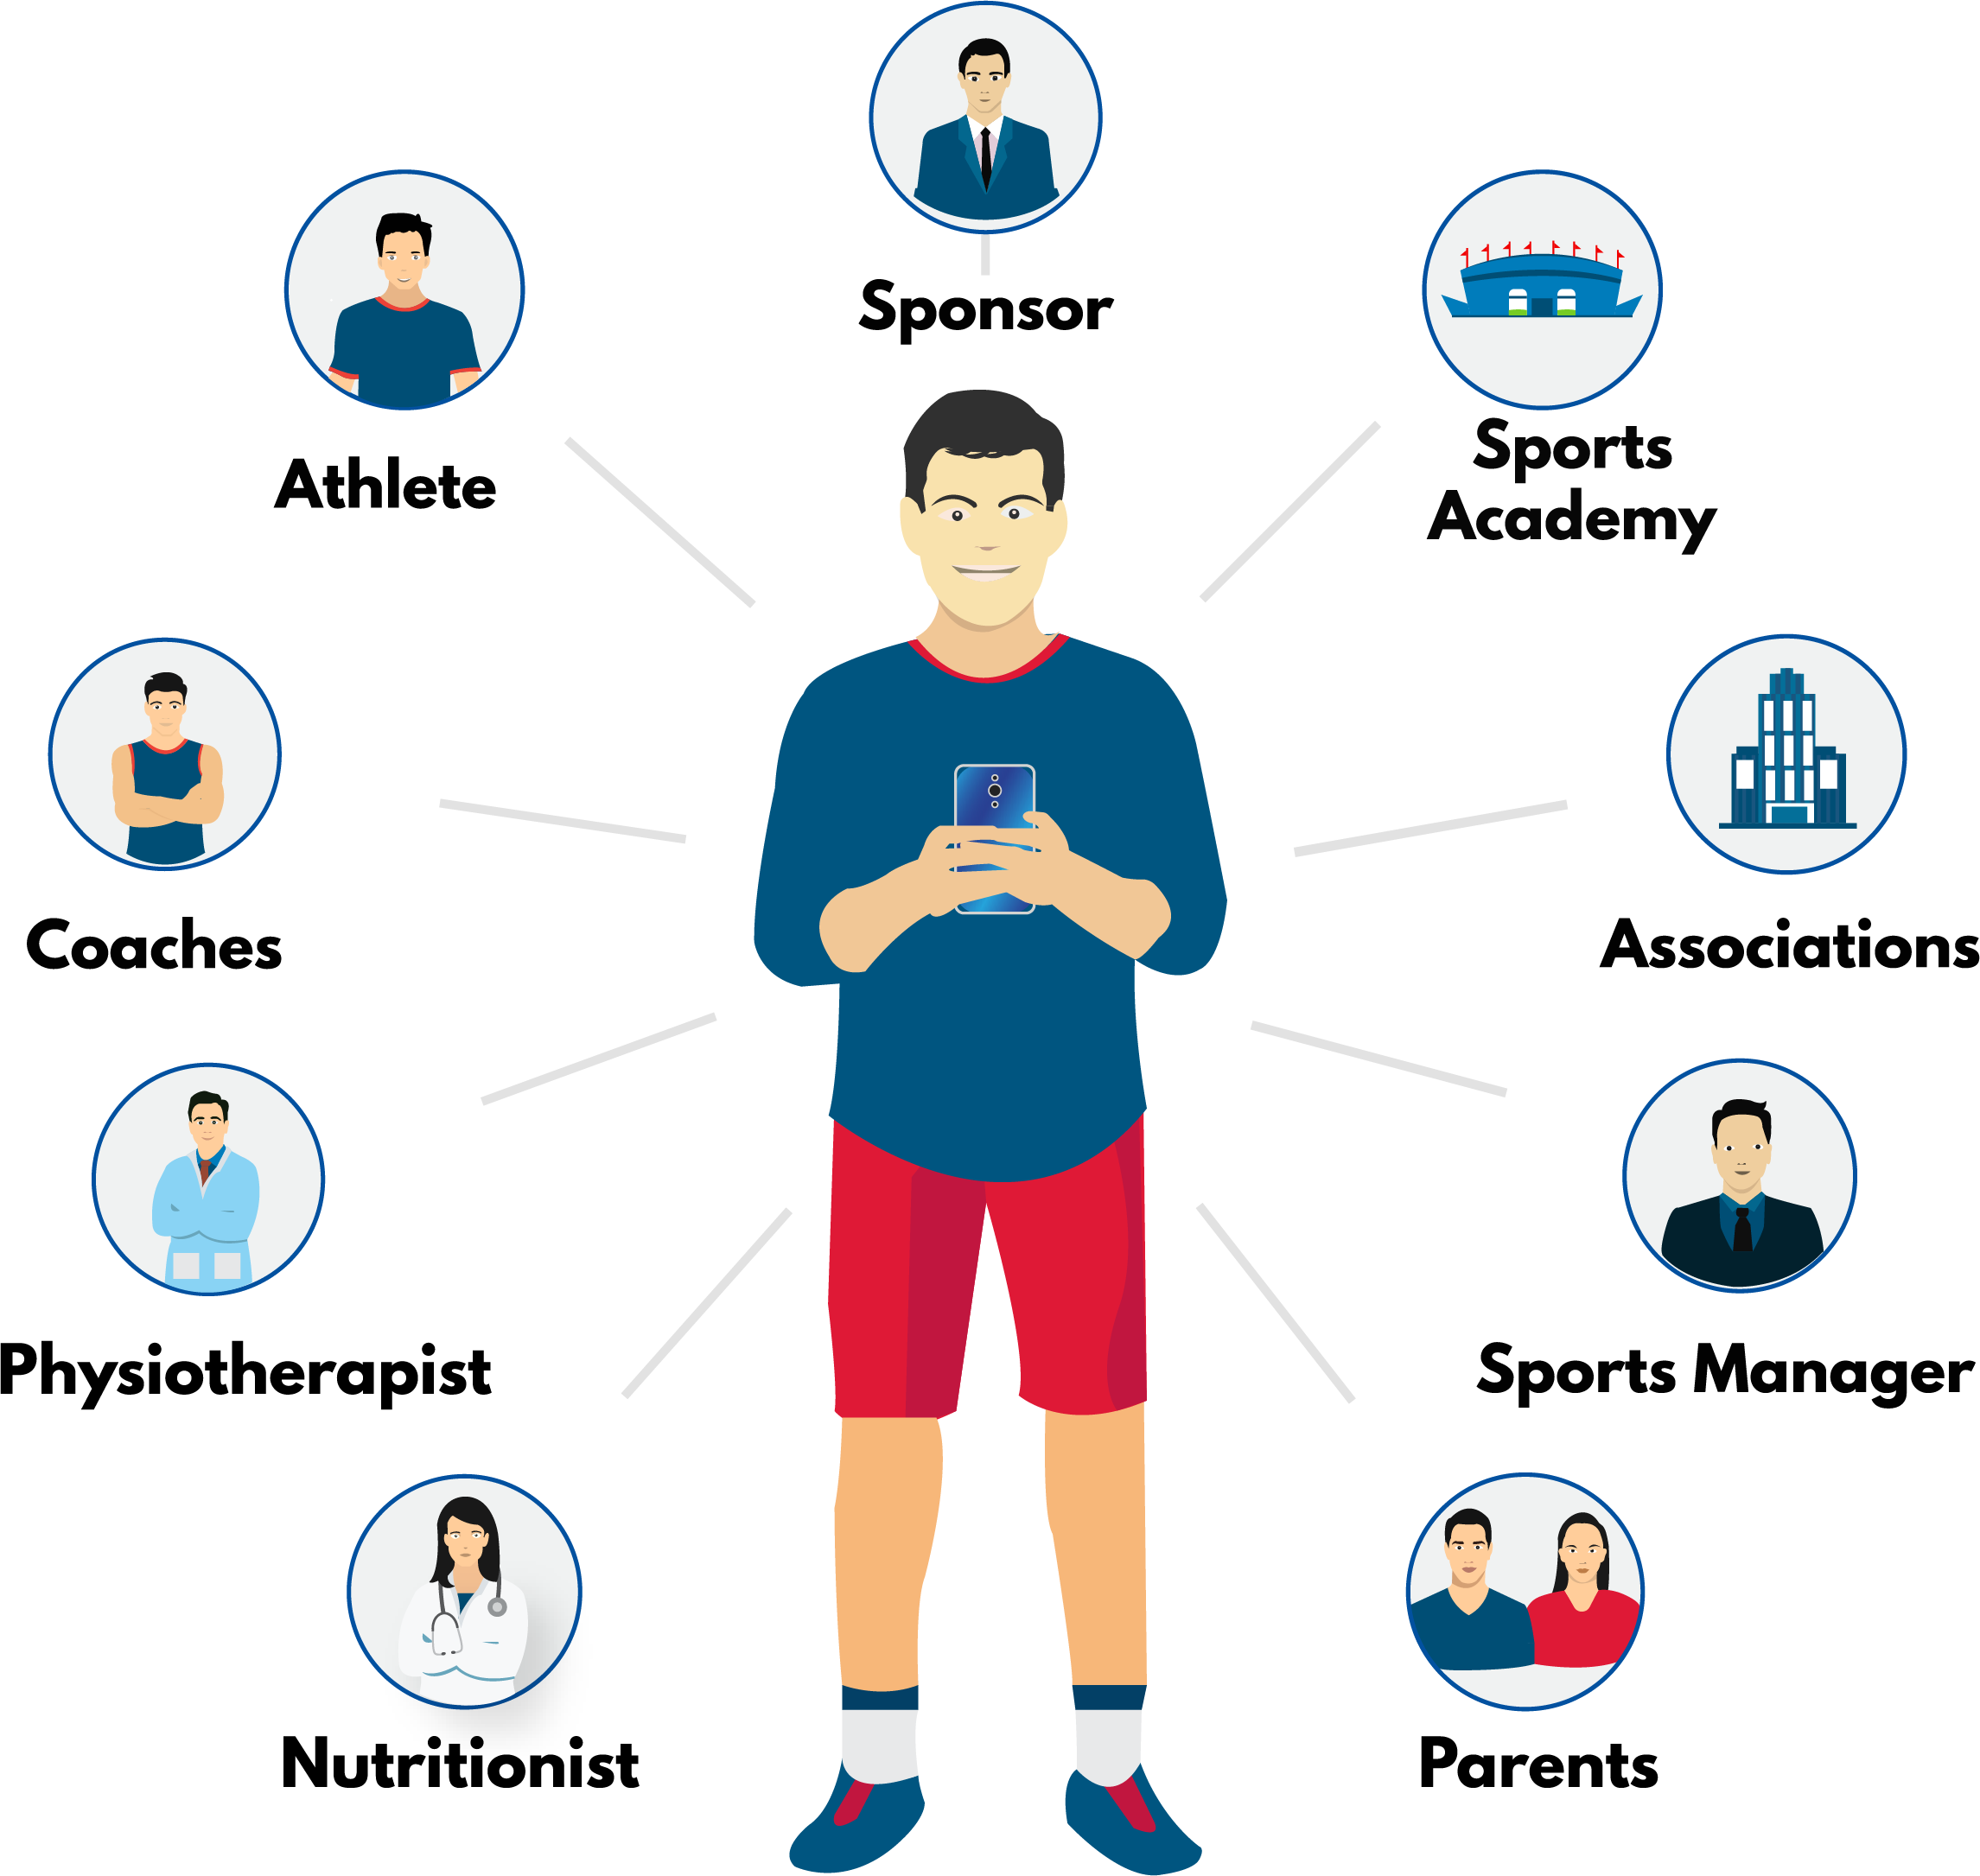 Sponsor
Athlete
Sports
Academy
Coaches
Associations
Physiotherapist
Sports Manager
Nutritionist
Parents